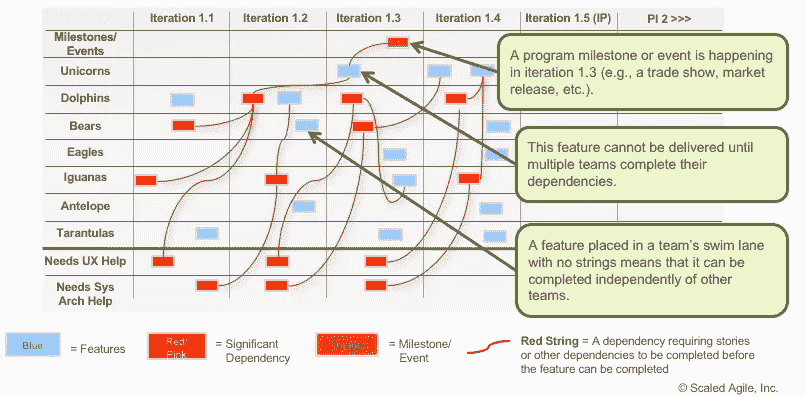 Iteration 1.1 Iteration 1.2 Iteration 1.3 Iteration 1.4 Iteration 1.5 (IP) PI 2 >>>
Milestones/
Events
Unicorns
Dolphins
Bears
Eagles
Iguanas
Antelope
Tarantulas
Needs UX Help
Needs Sys
Arch Help
A program milestone or event is happening
in iteration 1.3 (e.g., a trade show, market
release, etc.).
This feature cannot be delivered until
multiple teams complete their
dependencies.
A feature placed in a team's swim lane
with no strings means that it can be
completed independently of other
teams.
Blue
= Features
Red/
Pink
= Significant
Dependency
= Milestone/
Event
Red String = A dependency requiring stories
or other dependencies to be completed before
the feature can be completed
© Scaled Agile, Inc.